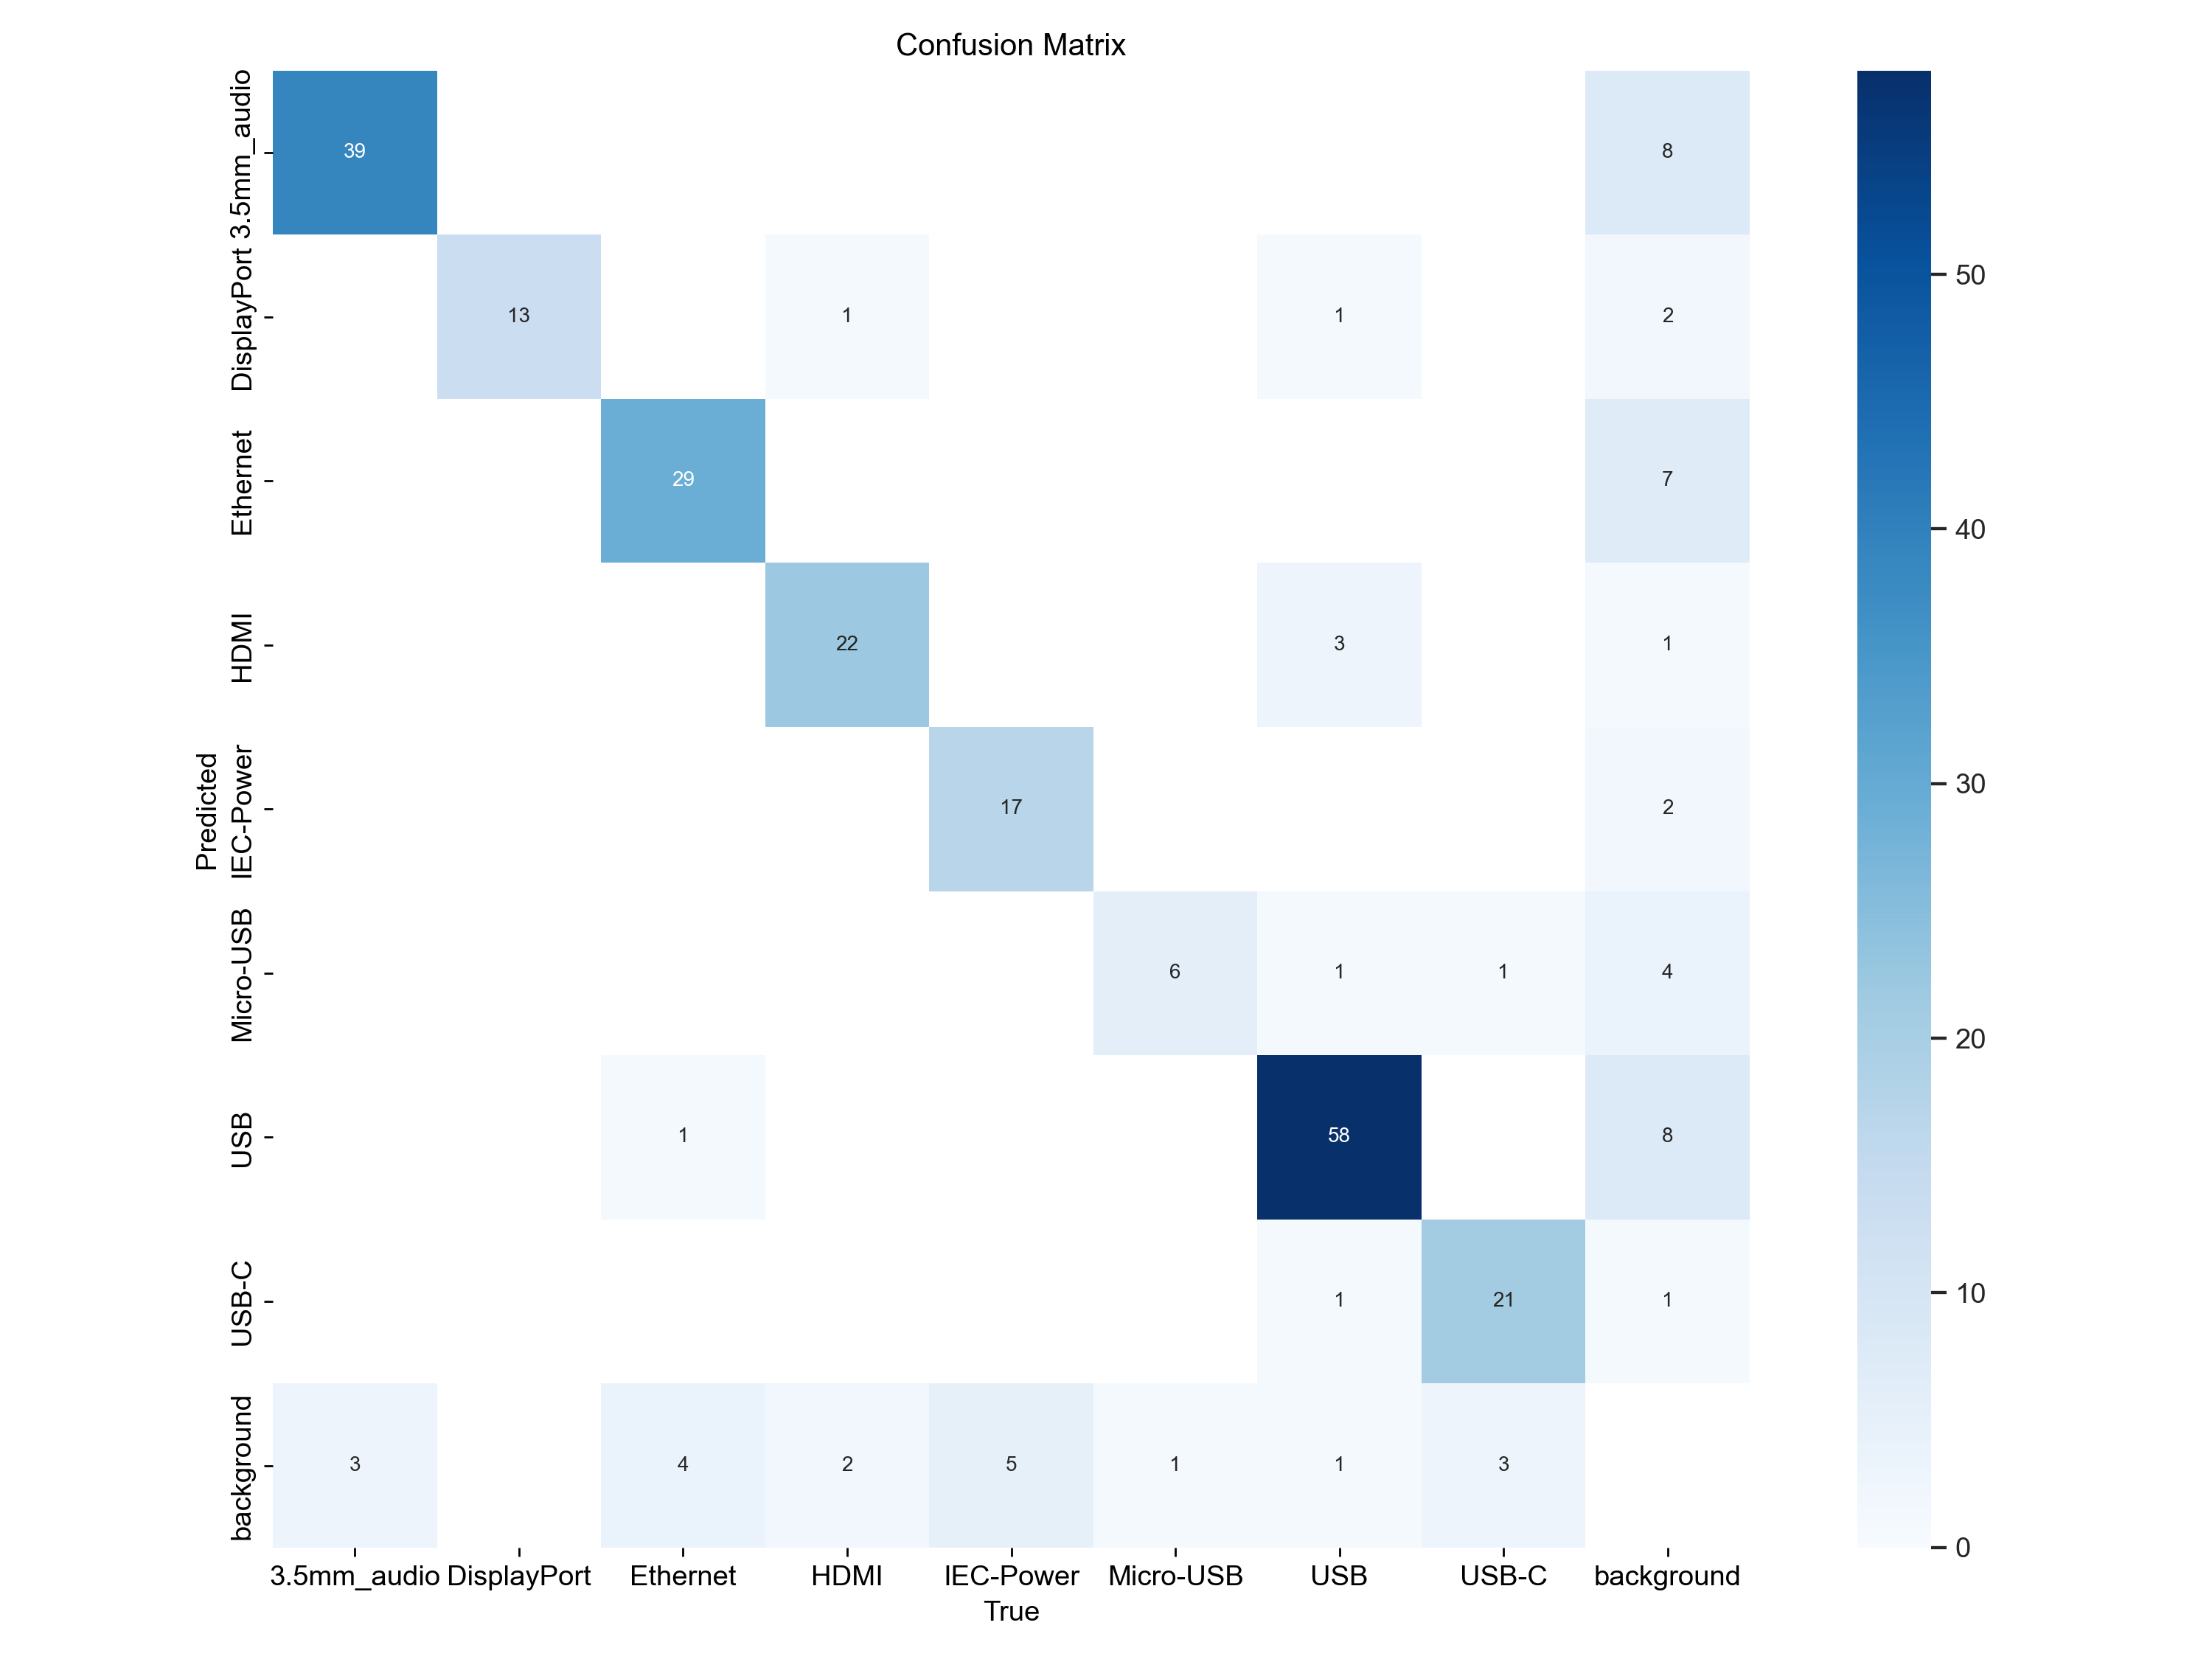 Confusion Matrix
3.5mm_audio
39
8
DisplayPort
13
1
1
2
50
Ethernet
29
7
40
HDMI
22
3
1
Predicted
IEC-Power
17
2
30
Micro-USB
6
1
1
4
20
USB
1
58
8
USB-C
1
21
1
10
background
3
4
2
5
1
1
3
0
3.5mm_audio DisplayPort Ethernet HDMI IEC-Power Micro-USB USB USB-C background
True